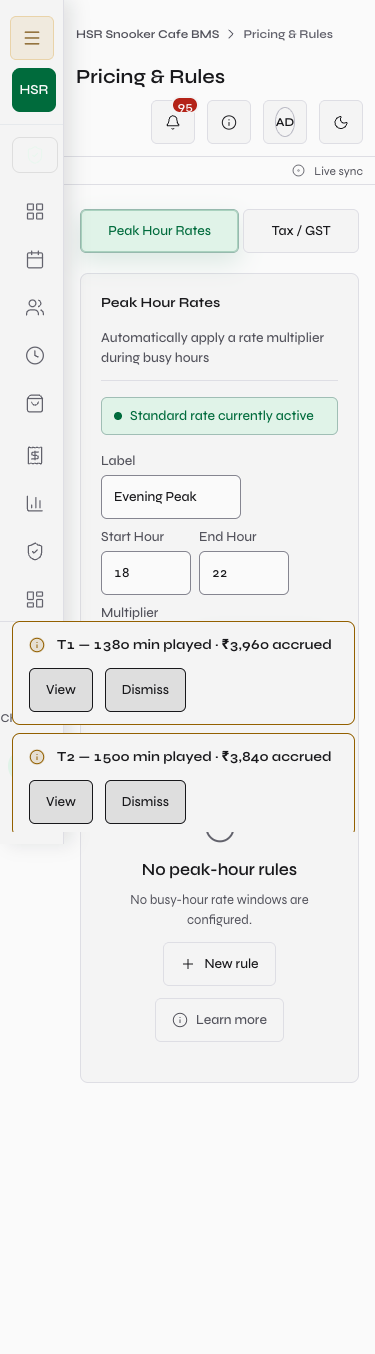 HSR Snooker Cafe BMS > Pricing & Rules
Pricing & Rules
HSR
95
AD
Live sync
Peak Hour Rates
Tax / GST
Peak Hour Rates
Automatically apply a rate multiplier
during busy hours
Standard rate currently active
Label
Evening Peak
Start Hour
End Hour
18
22
Multiplier
T1 — 1380 min played · ₹3,960 accrued
View
Dismiss
T2 — 1500 min played · ₹3,840 accrued
View
Dismiss
No peak-hour rules
No busy-hour rate windows are
configured.
New rule
Learn more